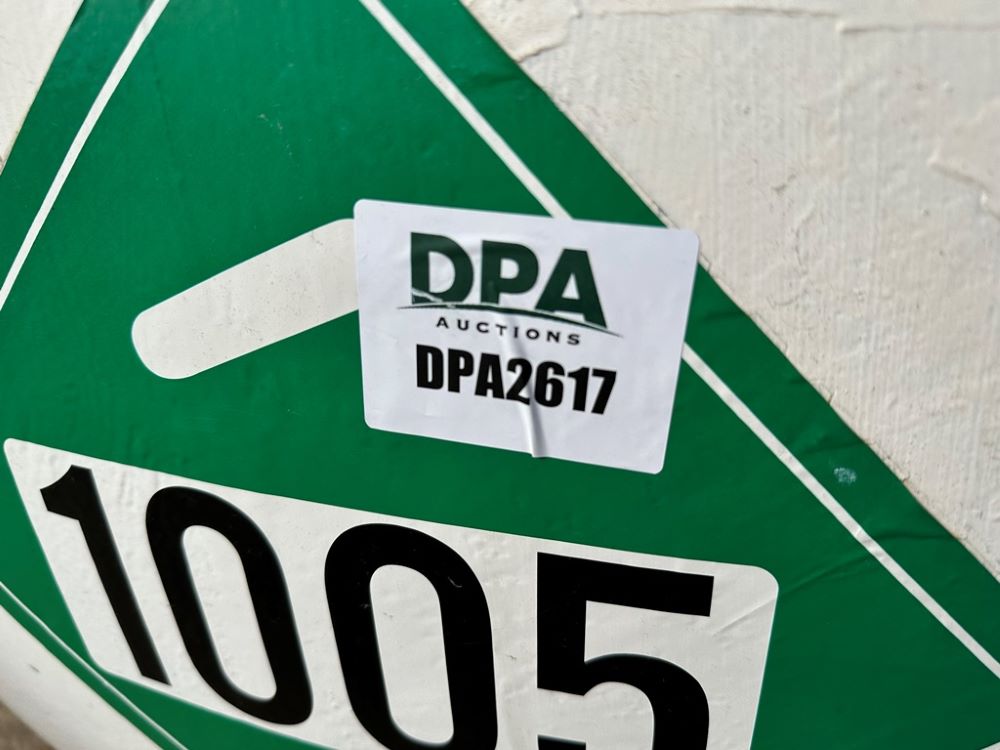 DPA
AUCTIONS
DPA2617
1005